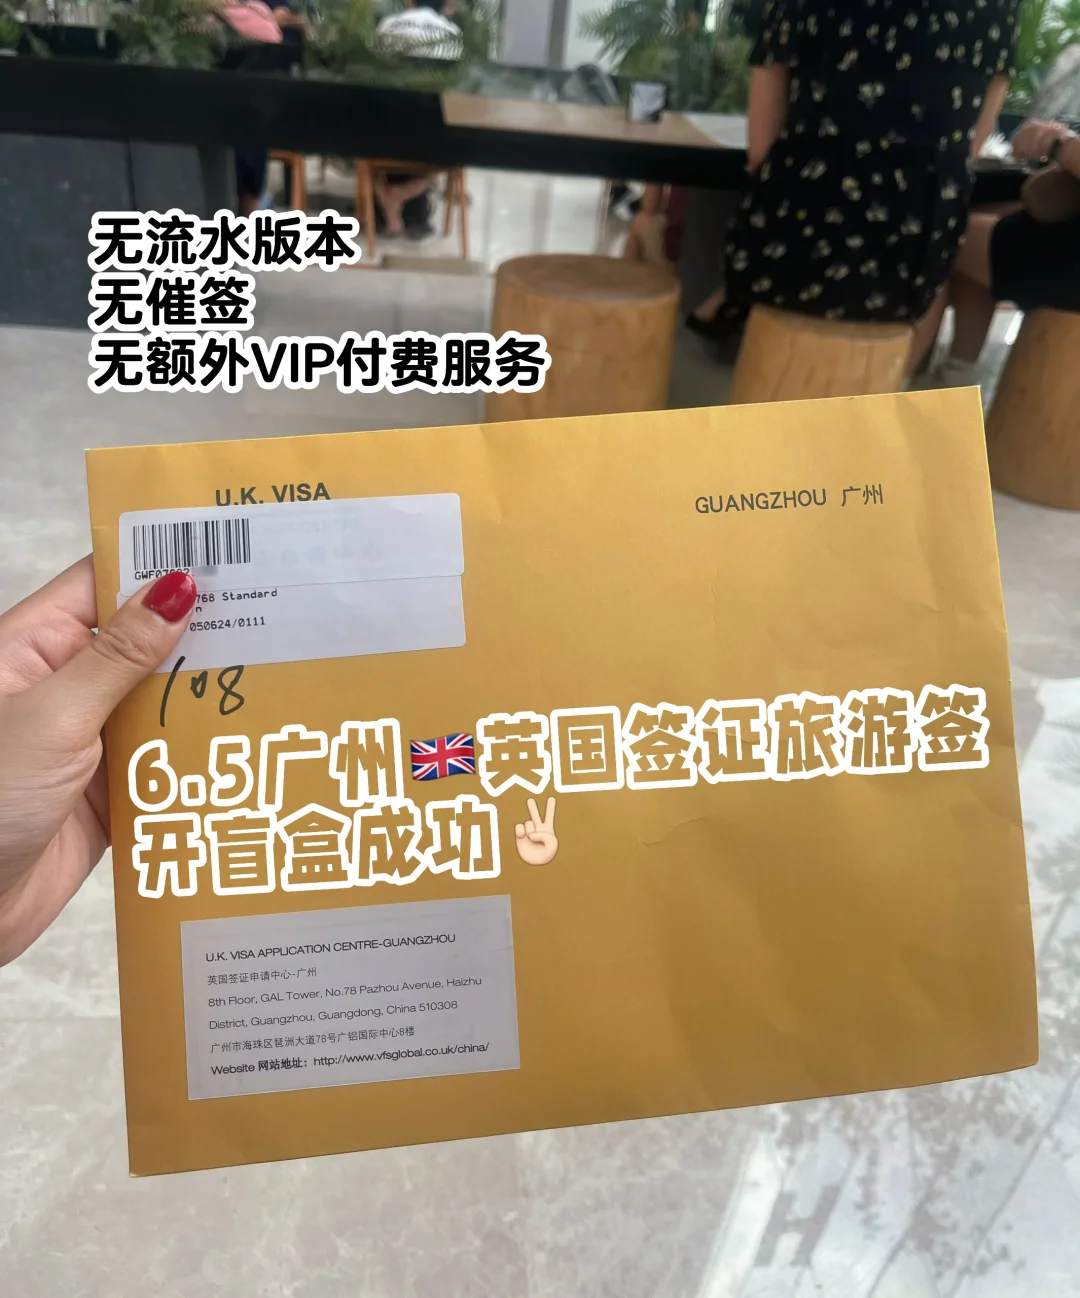 无流水版本
无催签
无额外VIP付费服务
U.K. VISA
GUANGZHOU 广州
768 Standard
n
050624/0111
108
6.5广州🇬🇧英国签证旅游签
开盲盒成功✌🏻
U.K. VISA APPLICATION CENTRE-GUANGZHOU
英国签证申请中心-广州
8th Floor, GAL Tower, No.78 Pazhou Avenue, Haizhu
District, Guangzhou, Guangdong, China 510308
广州市海珠区琶洲大道78号广铝国际中心8楼
Website 网站地址：http://www.vfsglobal.co.uk/china/